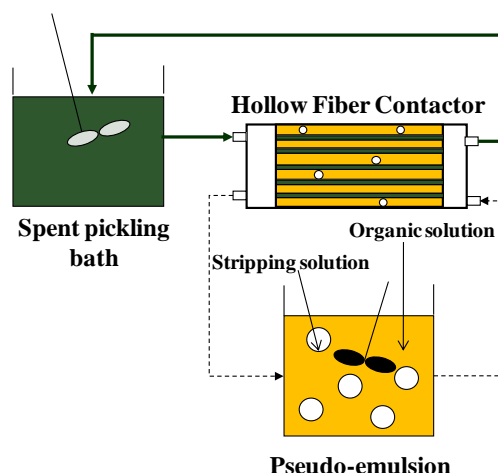 Hollow Fiber Contactor
Spent pickling
bath
Organic solution
Stripping solution
Pseudo-emulsion